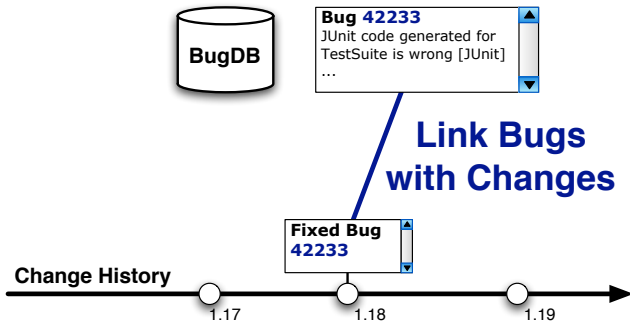 BugDB
Bug 42233
JUnit code generated for
TestSuite is wrong [JUnit]
...
Link Bugs
with Changes
Fixed Bug
42233
Change History
1.17
1.18
1.19